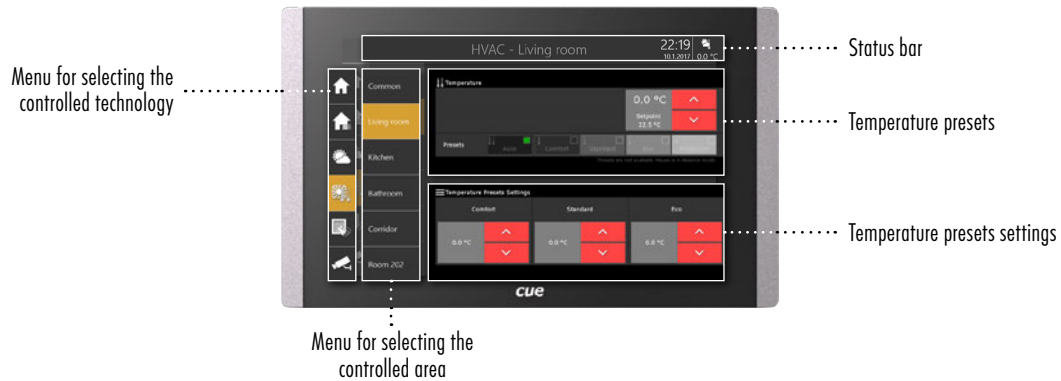 HVAC - Living room
22:19
10.1.2017 0.0 °C
Status bar
Menu for selecting the
controlled technology
Common
Living room
Kitchen
Bathroom
Corridor
Room 202
Temperature
0.0 °C
Setpoint
22.5 °C
Presets
Auto
Comfort
Standard
Eco
Temperature presets
Temperature Presets Settings
Comfort
Standard
Eco
0.0 °C
0.0 °C
0.0 °C
Temperature presets settings
cue
Menu for selecting the
controlled area